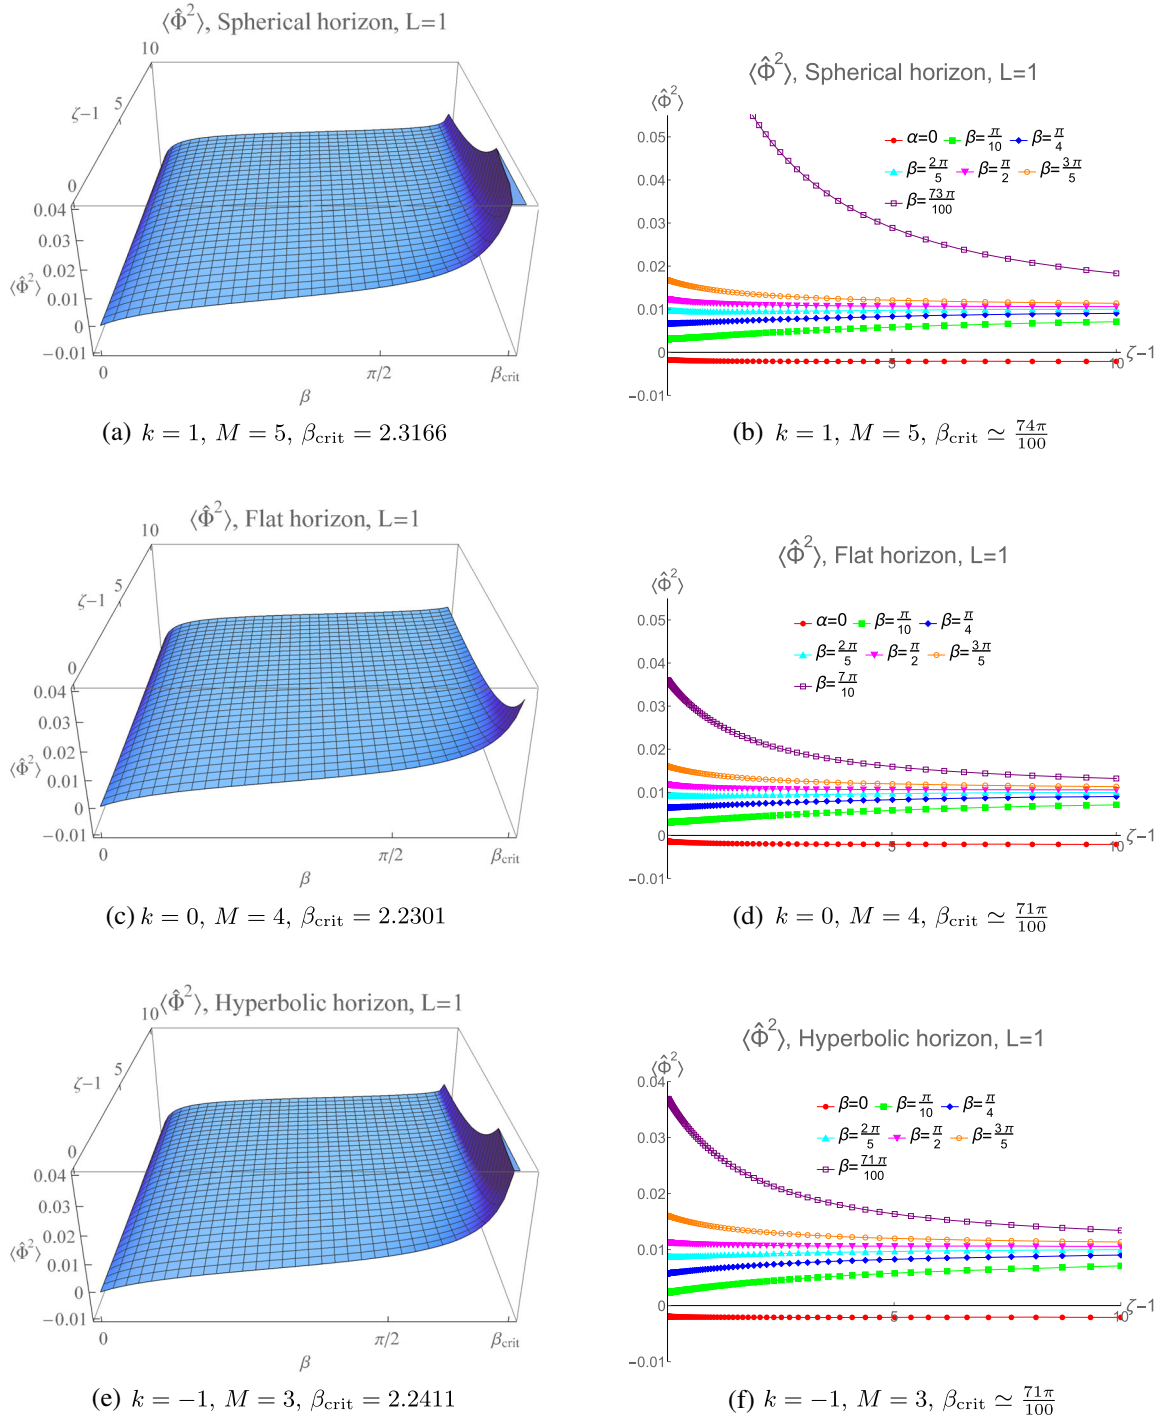 ⟨Φ̂²⟩, Spherical horizon, L=1
10
ζ−1 5
0
0.04
0.03
0.02
⟨Φ̂²⟩
0.01
0
−0.01
0 π/2 β_crit
β
(a) k = 1, M = 5, β_crit = 2.3166
⟨Φ̂²⟩, Spherical horizon, L=1
⟨Φ̂²⟩
0.05
0.04
0.03
0.02
0.01
0
−0.01
5 10 ζ−1
α=0 β=π/10 β=π/4
β=2π/5 β=π/2 β=3π/5
β=73π/100
(b) k = 1, M = 5, β_crit ≃ 74π/100
⟨Φ̂²⟩, Flat horizon, L=1
10
ζ−1 5
0
0.04
0.03
0.02
⟨Φ̂²⟩
0.01
0
−0.01
0 π/2 β_crit
β
(c) k = 0, M = 4, β_crit = 2.2301
⟨Φ̂²⟩, Flat horizon, L=1
⟨Φ̂²⟩
0.05
0.04
0.03
0.02
0.01
0
−0.01
5 10 ζ−1
α=0 β=π/10 β=π/4
β=2π/5 β=π/2 β=3π/5
β=7π/10
(d) k = 0, M = 4, β_crit ≃ 71π/100
⟨Φ̂²⟩, Hyperbolic horizon, L=1
10
ζ−1 5
0
0.04
0.03
0.02
⟨Φ̂²⟩
0.01
0
−0.01
0 π/2 β_crit
β
(e) k = −1, M = 3, β_crit = 2.2411
⟨Φ̂²⟩, Hyperbolic horizon, L=1
⟨Φ̂²⟩
0.04
0.03
0.02
0.01
0
−0.01
5 10 ζ−1
β=0 β=π/10 β=π/4
β=2π/5 β=π/2 β=3π/5
β=71π/100
(f) k = −1, M = 3, β_crit ≃ 71π/100